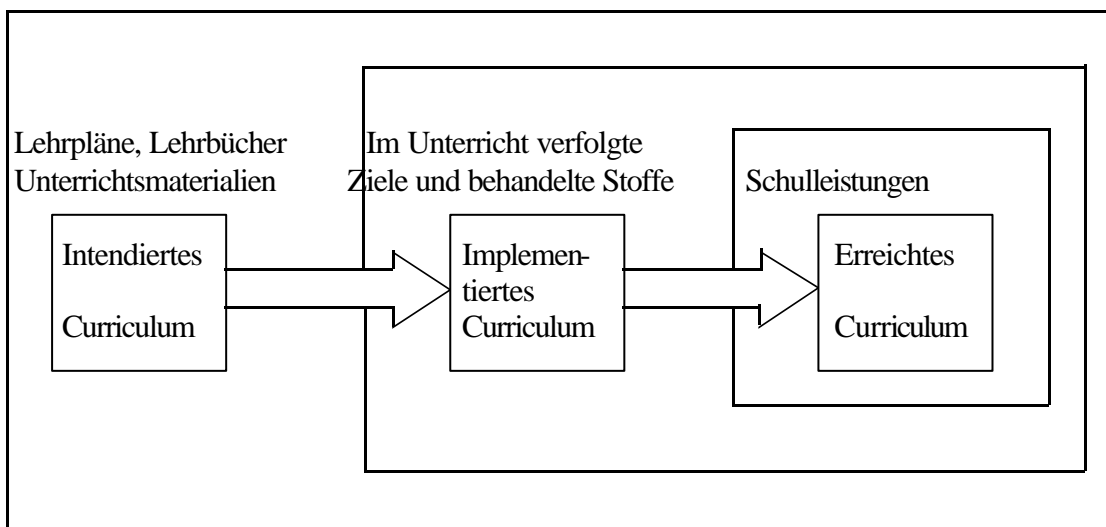 Lehrpläne, Lehrbücher
Unterrichtsmaterialien
Intendiertes
Curriculum
Im Unterricht verfolgte
Ziele und behandelte Stoffe
Implemen-
tiertes
Curriculum
Schulleistungen
Erreichtes
Curriculum